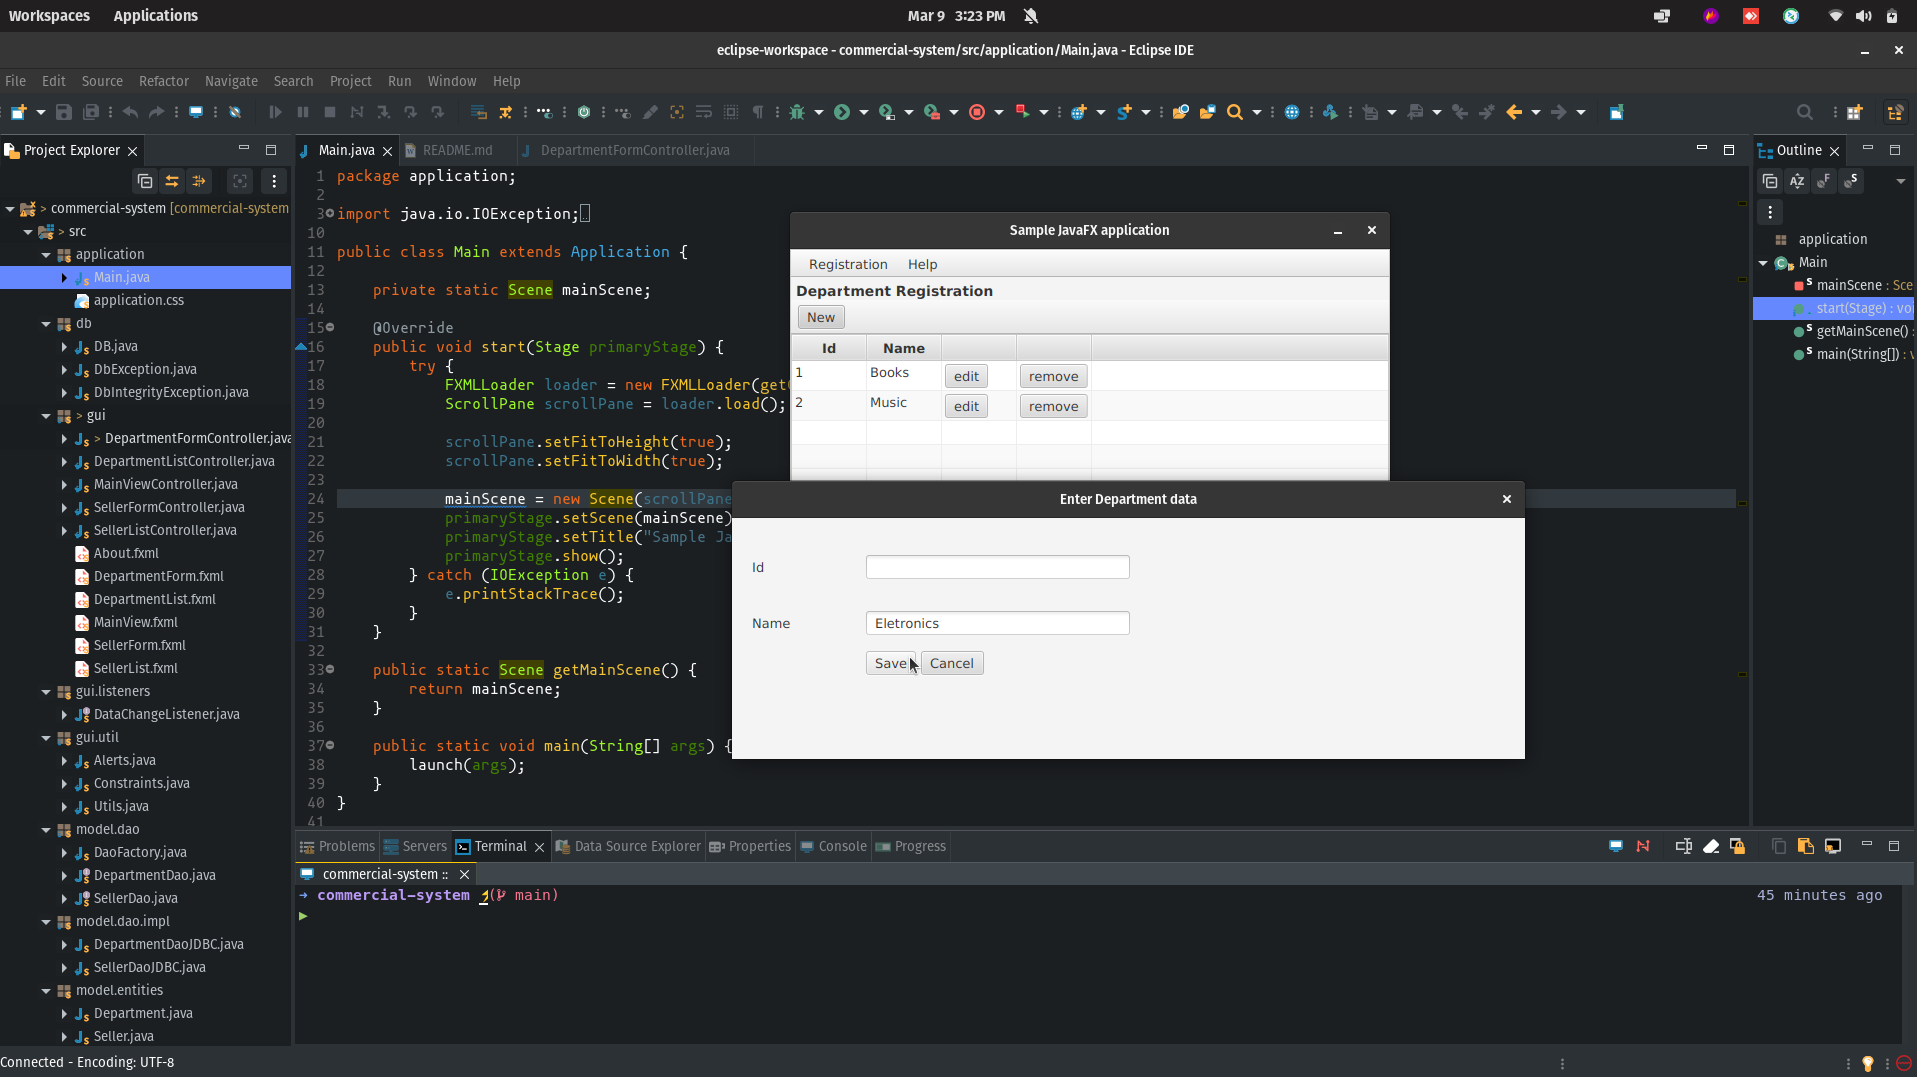 Workspaces Applications Mar 9 3:23 PM
eclipse-workspace - commercial-system/src/application/Main.java - Eclipse IDE
File Edit Source Refactor Navigate Search Project Run Window Help
Project Explorer
commercial-system [commercial-system
> src
application
Main.java
application.css
db
DB.java
DbException.java
DbIntegrityException.java
> gui
> DepartmentFormController.java
DepartmentListController.java
MainViewController.java
SellerFormController.java
SellerListController.java
About.fxml
DepartmentForm.fxml
DepartmentList.fxml
MainView.fxml
SellerForm.fxml
SellerList.fxml
gui.listeners
DataChangeListener.java
gui.util
Alerts.java
Constraints.java
Utils.java
model.dao
DaoFactory.java
DepartmentDao.java
SellerDao.java
model.dao.impl
DepartmentDaoJDBC.java
SellerDaoJDBC.java
model.entities
Department.java
Seller.java
Main.java README.md DepartmentFormController.java
1 package application;
2
3 import java.io.IOException;
10
11 public class Main extends Application {
12
13 private static Scene mainScene;
14
15 @Override
16 public void start(Stage primaryStage) {
17 try {
18 FXMLLoader loader = new FXMLLoader(get
19 ScrollPane scrollPane = loader.load();
20
21 scrollPane.setFitToHeight(true);
22 scrollPane.setFitToWidth(true);
23
24 mainScene = new Scene(scrollPane
25 primaryStage.setScene(mainScene)
26 primaryStage.setTitle("Sample Ja
27 primaryStage.show();
28 } catch (IOException e) {
29 e.printStackTrace();
30 }
31 }
32
33 public static Scene getMainScene() {
34 return mainScene;
35 }
36
37 public static void main(String[] args) {
38 launch(args);
39 }
40 }
41
Sample JavaFX application
Registration Help
Department Registration
New
Id Name
1 Books edit remove
2 Music edit remove
Enter Department data
Id
Name Eletronics
Save Cancel
Outline
application
Main
mainScene : Sce
start(Stage) : voi
getMainScene() :
main(String[]) : v
Problems Servers Terminal Data Source Explorer Properties Console Progress
commercial-system ::
→ commercial-system (main) 45 minutes ago
Connected - Encoding: UTF-8